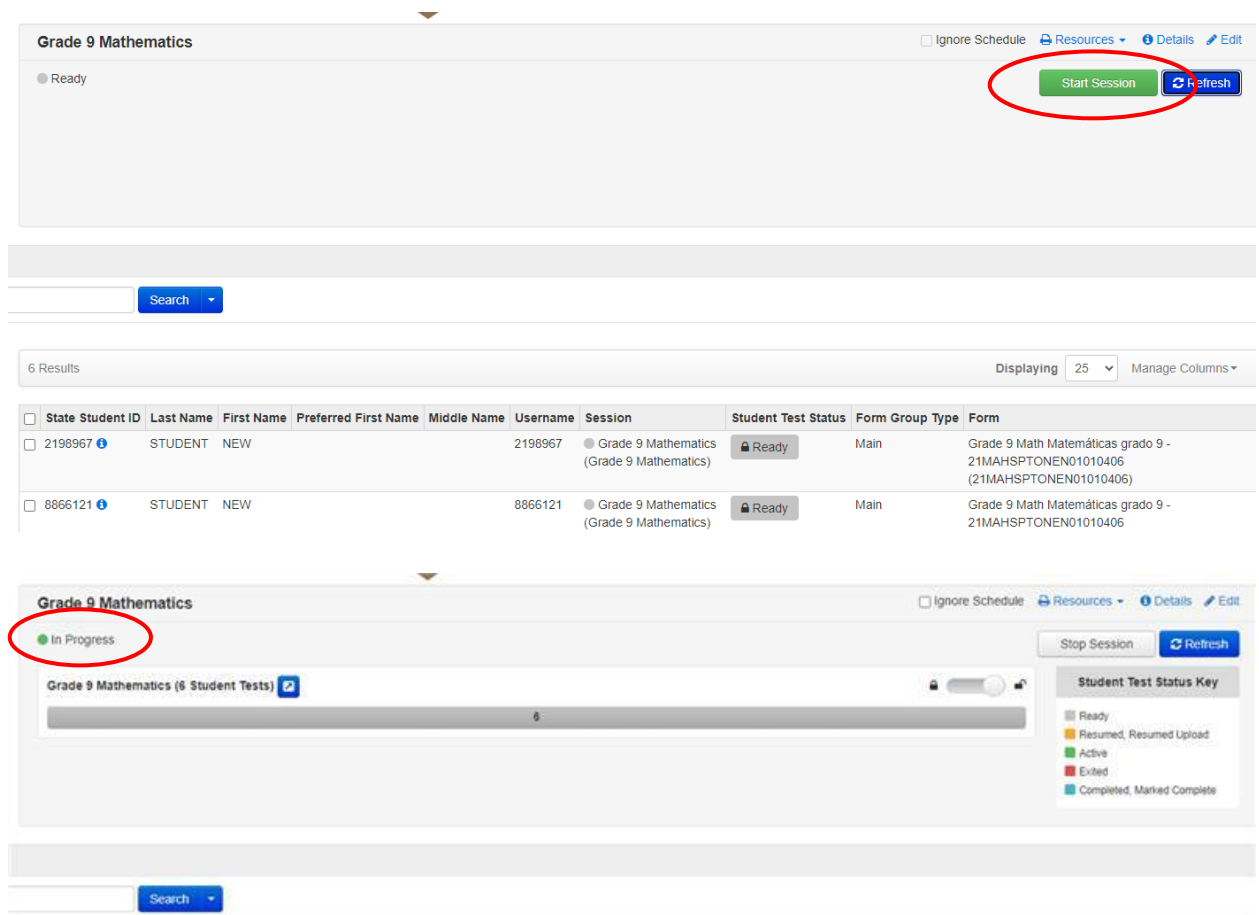 Grade 9 Mathematics
Ignore Schedule Resources Details Edit
Ready
Start Session Refresh
Search
6 Results
Displaying 25 Manage Columns
State Student ID Last Name First Name Preferred First Name Middle Name Username Session Student Test Status Form Group Type Form
2198967 STUDENT NEW 2198967 Grade 9 Mathematics Ready Main Grade 9 Math Matemáticas grado 9 -
(Grade 9 Mathematics) 21MAHSPTONEN01010406
(21MAHSPTONEN01010406)
8866121 STUDENT NEW 8866121 Grade 9 Mathematics Ready Main Grade 9 Math Matemáticas grado 9 -
(Grade 9 Mathematics) 21MAHSPTONEN01010406
Grade 9 Mathematics
Ignore Schedule Resources Details Edit
In Progress
Stop Session Refresh
Grade 9 Mathematics (6 Student Tests)
6
Student Test Status Key
Ready
Resumed, Resumed Upload
Active
Exited
Completed, Marked Complete
Search